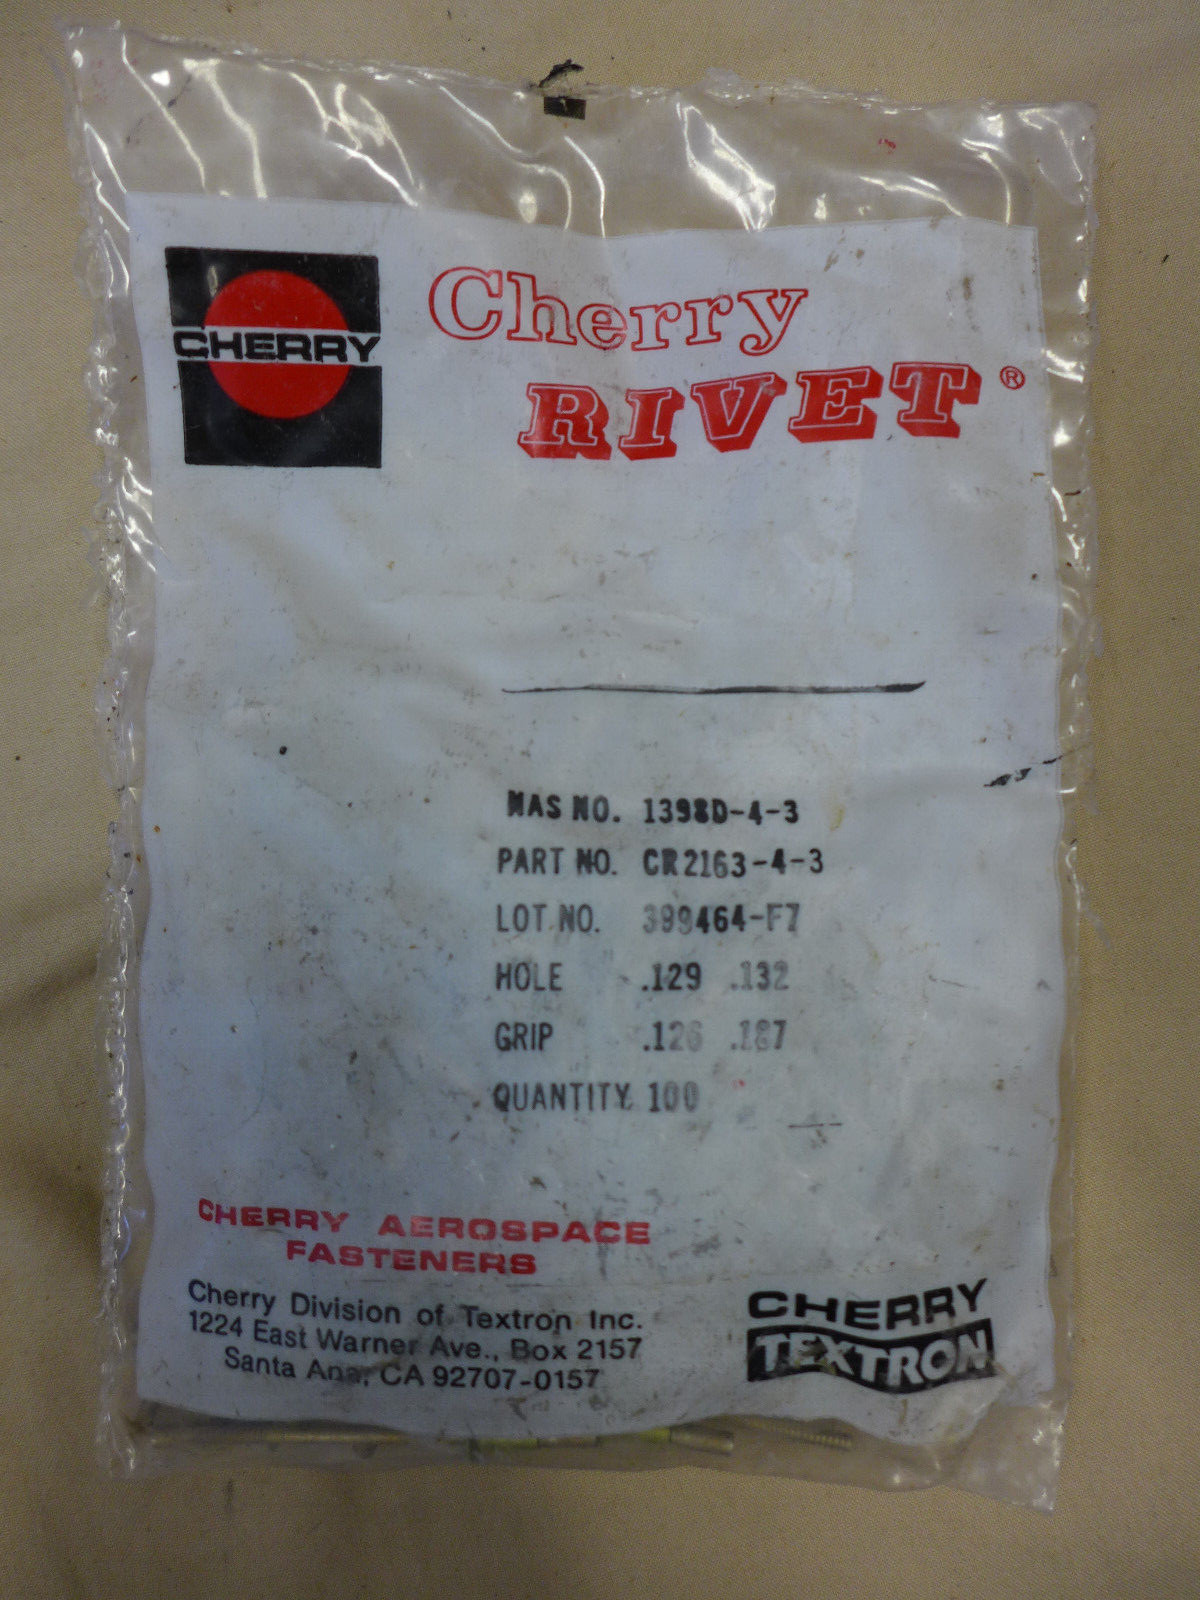 CHERRY
Cherry
RIVET®
NAS NO. 1398D-4-3
PART NO. CR2163-4-3
LOT NO. 399464-F7
HOLE .129 .132
GRIP .126 .187
QUANTITY 100
CHERRY AEROSPACE
FASTENERS
Cherry Division of Textron Inc.
1224 East Warner Ave., Box 2157
Santa Ana, CA 92707-0157
CHERRY
TEXTRON